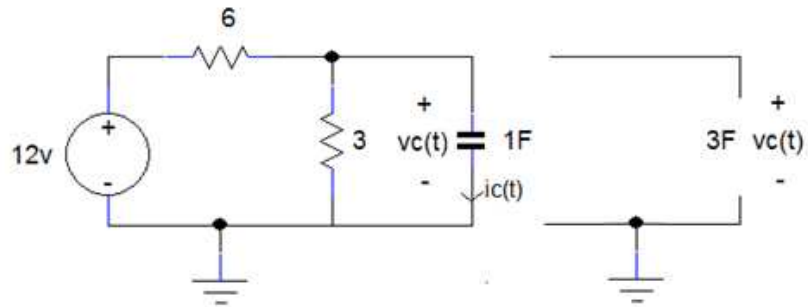 6
+
-
12v
3
+
vc(t)
-
1F
ic(t)
3F
+
vc(t)
-